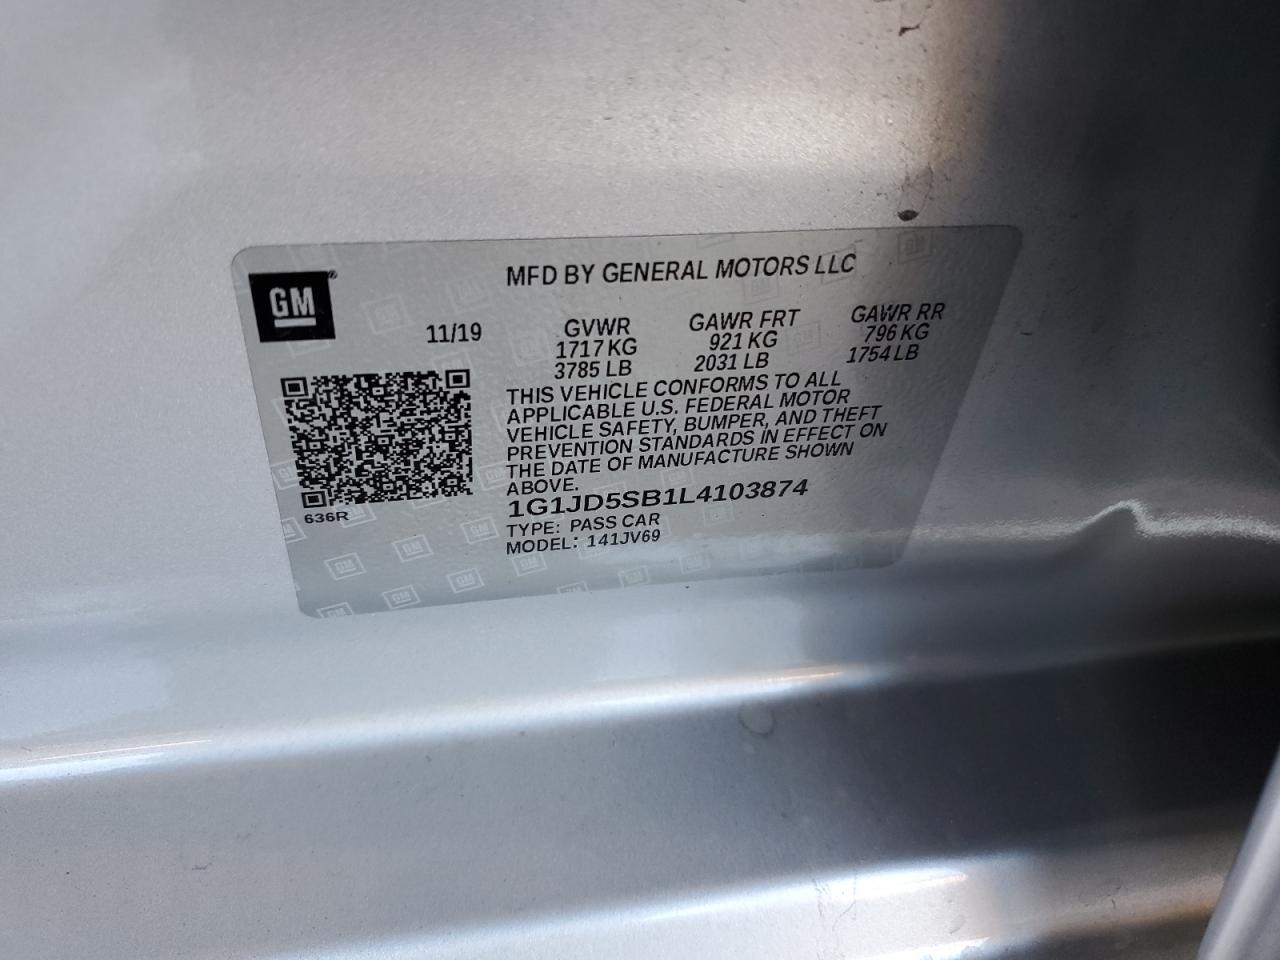 MFD BY GENERAL MOTORS LLC
GM®
11/19 GVWR GAWR FRT GAWR RR
1717 KG 921 KG 796 KG
3785 LB 2031 LB 1754 LB
THIS VEHICLE CONFORMS TO ALL
APPLICABLE U.S. FEDERAL MOTOR
VEHICLE SAFETY, BUMPER, AND THEFT
PREVENTION STANDARDS IN EFFECT ON
THE DATE OF MANUFACTURE SHOWN
ABOVE.
1G1JD5SB1L4103874
636R
TYPE: PASS CAR
MODEL: 141JV69